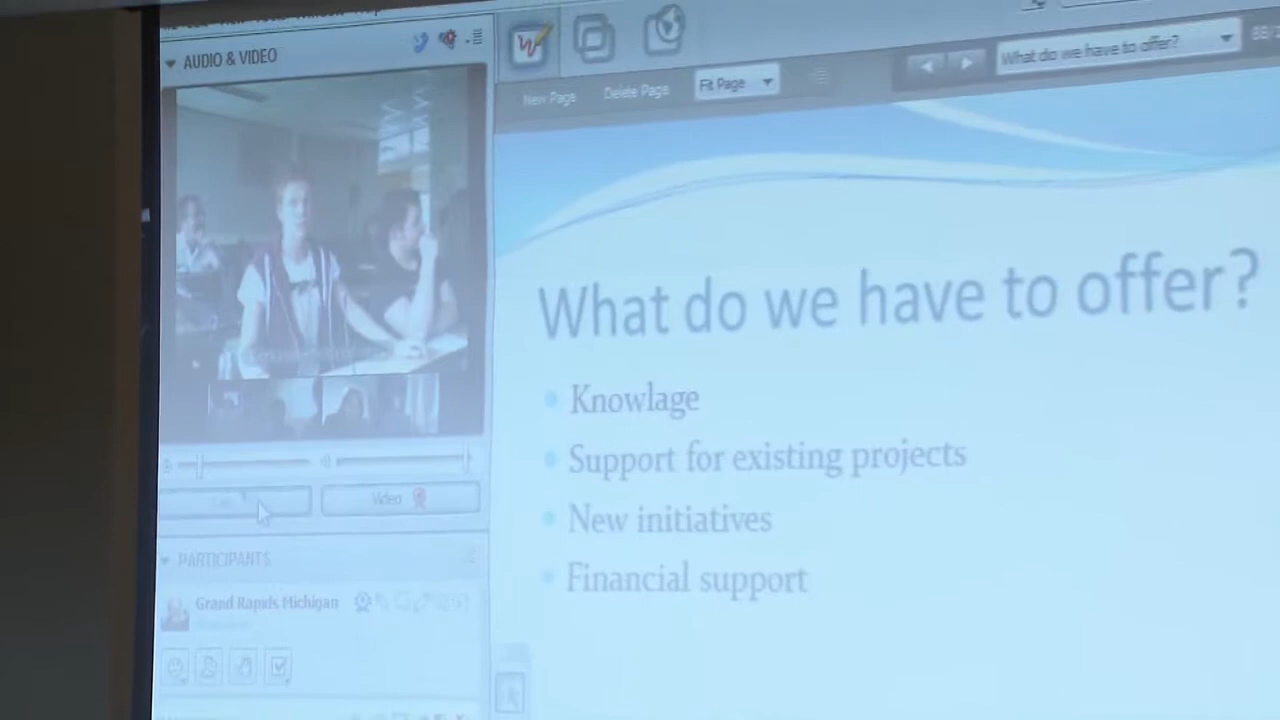 AUDIO & VIDEO
New Page
Delete Page
Fit Page
What do we have to offer?
What do we have to offer?
Knowlage
Support for existing projects
New initiatives
Financial support
Video
PARTICIPANTS
Grand Rapids Michigan